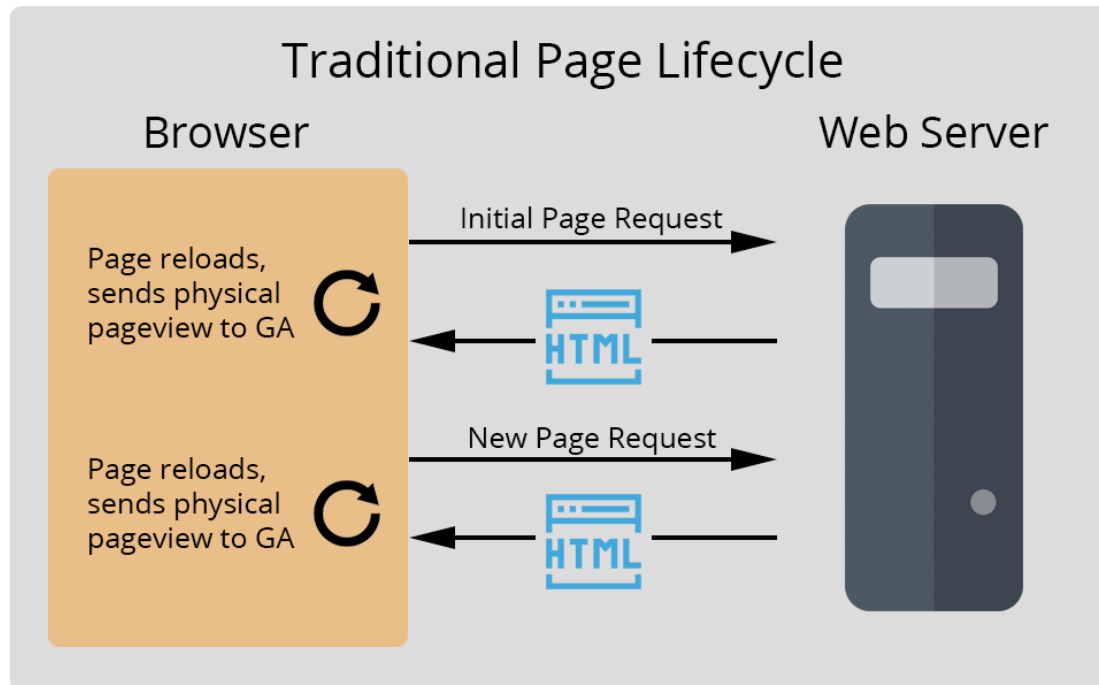 Traditional Page Lifecycle
Browser
Web Server
Initial Page Request
Page reloads,
sends physical
pageview to GA
HTML
New Page Request
Page reloads,
sends physical
pageview to GA
HTML